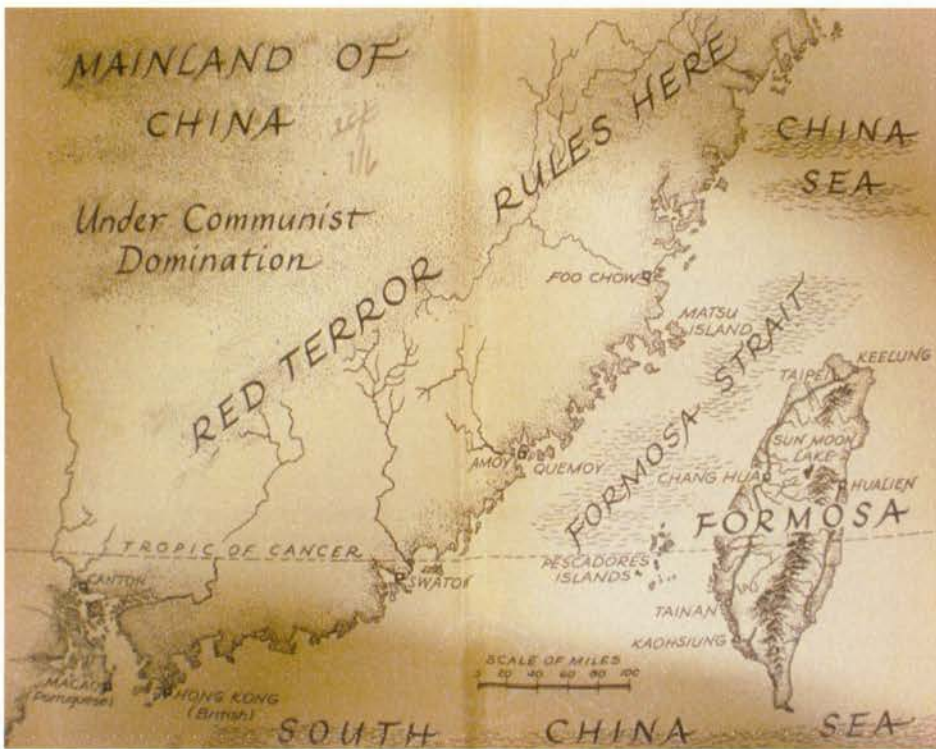 MAINLAND OF
CHINA
Under Communist
Domination
RED TERROR RULES HERE
CHINA
SEA
FOO CHOW
MATSU
ISLAND
FORMOSA STRAIT
KEELUNG
TAIPEI
SUN MOON
LAKE
AMOY
QUEMOY
CHANG HUA
HUALIEN
FORMOSA
TROPIC OF CANCER
PESCADORES
ISLANDS
CANTON
SWATOW
TAINAN
KAOHSIUNG
MACAO
(Portuguese)
HONG KONG
(British)
SCALE OF MILES
20 40 60 80 100
SOUTH CHINA SEA